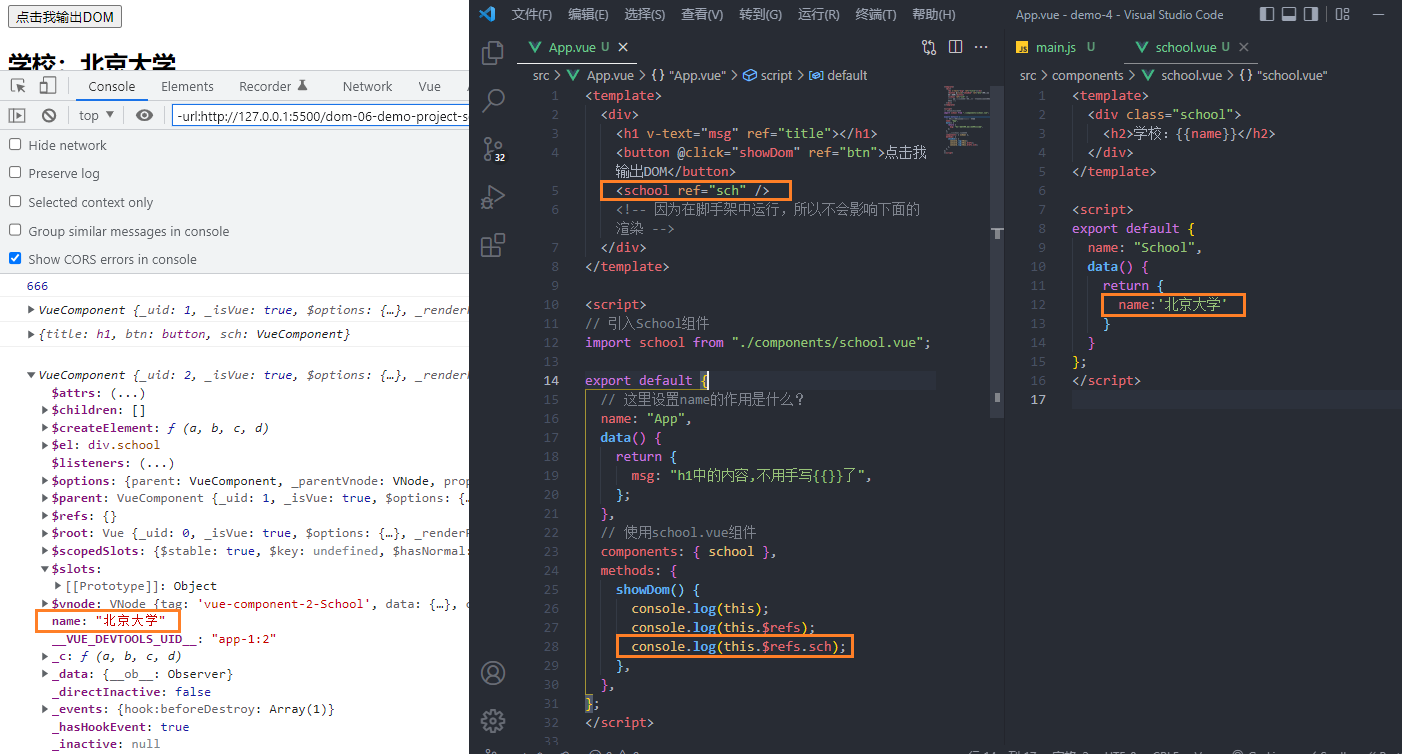 点击我输出DOM
学校：北京大学
Console Elements Recorder Network Vue
top -url:http://127.0.0.1:5500/dom-06-demo-project-s
Hide network
Preserve log
Selected context only
Group similar messages in console
Show CORS errors in console
666
VueComponent {_uid: 1, _isVue: true, $options: {…}, _renderP
{title: h1, btn: button, sch: VueComponent}
VueComponent {_uid: 2, _isVue: true, $options: {…}, _renderP
$attrs: (...)
$children: []
$createElement: ƒ (a, b, c, d)
$el: div.school
$listeners: (...)
$options: {parent: VueComponent, _parentVnode: VNode, prop
$parent: VueComponent {_uid: 1, _isVue: true, $options: {…
$refs: {}
$root: Vue {_uid: 0, _isVue: true, $options: {…}, _renderP
$scopedSlots: {$stable: true, $key: undefined, $hasNormal:
$slots:
[[Prototype]]: Object
$vnode: VNode {tag: 'vue-component-2-School', data: {…}, c
name: "北京大学"
__VUE_DEVTOOLS_UID__: "app-1:2"
_c: ƒ (a, b, c, d)
_data: {__ob__: Observer}
_directInactive: false
_events: {hook:beforeDestroy: Array(1)}
_hasHookEvent: true
_inactive: null
文件(F) 编辑(E) 选择(S) 查看(V) 转到(G) 运行(R) 终端(T) 帮助(H) App.vue - demo-4 - Visual Studio Code
32
App.vue U
src > App.vue > {} "App.vue" > script > default
1 <template>
2 <div>
3 <h1 v-text="msg" ref="title"></h1>
4 <button @click="showDom" ref="btn">点击我
输出DOM</button>
5 <school ref="sch" />
6 <!-- 因为在脚手架中运行，所以不会影响下面的
渲染 -->
7 </div>
8 </template>
9
10 <script>
11 // 引入School组件
12 import school from "./components/school.vue";
13
14 export default {
15 // 这里设置name的作用是什么？
16 name: "App",
17 data() {
18 return {
19 msg: "h1中的内容,不用手写{{}}了",
20 };
21 },
22 // 使用school.vue组件
23 components: { school },
24 methods: {
25 showDom() {
26 console.log(this);
27 console.log(this.$refs);
28 console.log(this.$refs.sch);
29 },
30 },
31 };
32 </script>
33
JS main.js U school.vue U
src > components > school.vue > {} "school.vue"
1 <template>
2 <div class="school">
3 <h2>学校：{{name}}</h2>
4 </div>
5 </template>
6
7 <script>
8 export default {
9 name: "School",
10 data() {
11 return {
12 name:'北京大学'
13 }
14 }
15 };
16 </script>
17